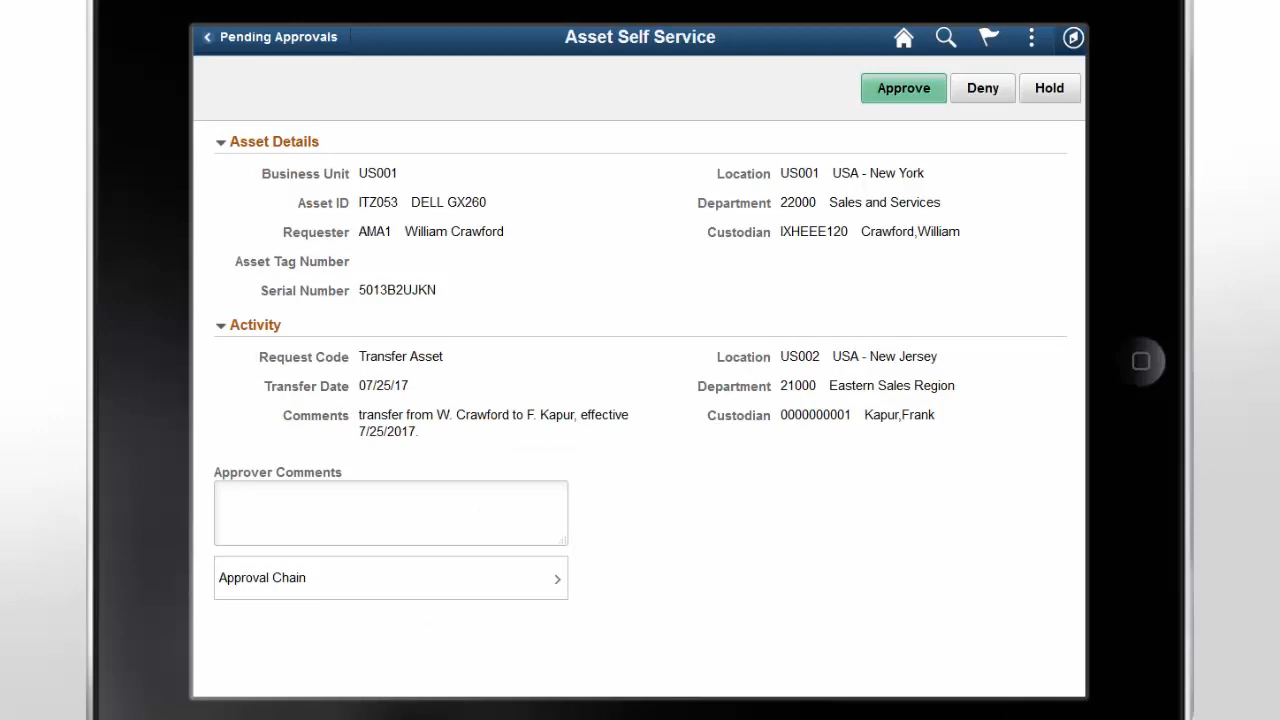 Pending Approvals
Asset Self Service
Approve
Deny
Hold
Asset Details
Business Unit US001
Location US001 USA - New York
Asset ID ITZ053 DELL GX260
Department 22000 Sales and Services
Requester AMA1 William Crawford
Custodian IXHEEE120 Crawford,William
Asset Tag Number
Serial Number 5013B2UJKN
Activity
Request Code Transfer Asset
Location US002 USA - New Jersey
Transfer Date 07/25/17
Department 21000 Eastern Sales Region
Comments transfer from W. Crawford to F. Kapur, effective
7/25/2017.
Custodian 0000000001 Kapur,Frank
Approver Comments
Approval Chain